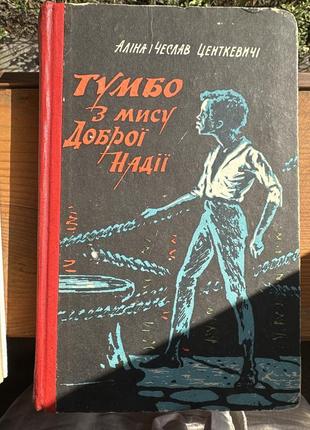 Аліна і Чеслав Центкевичі
Тумбо
з мису
Доброї
Надії